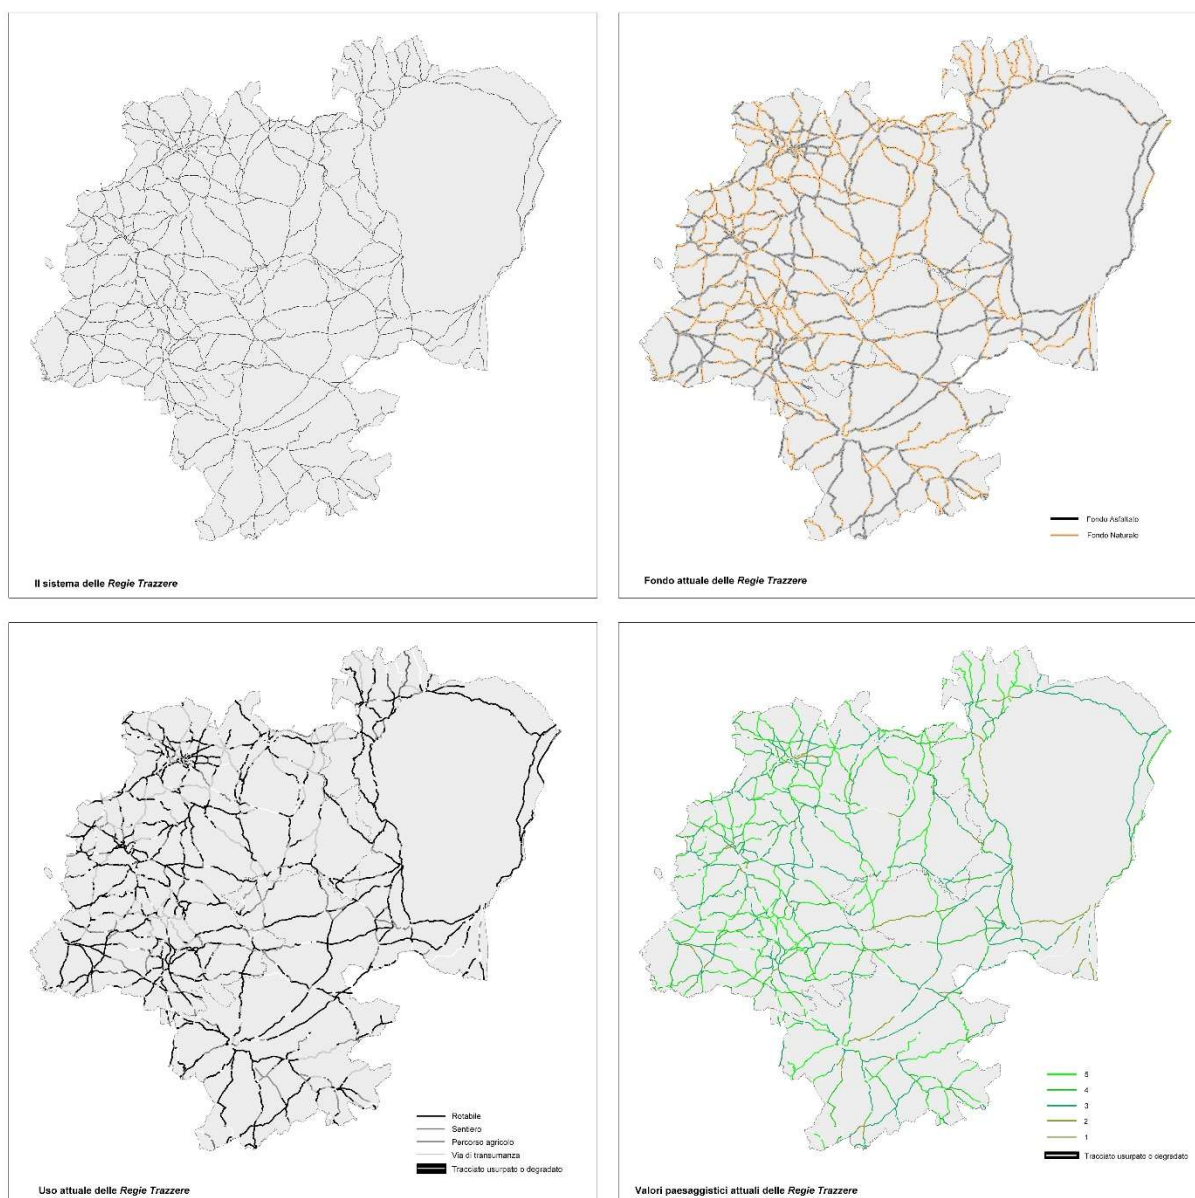 Il sistema delle Regie Trazzere
Fondo Asfaltato
Fondo Naturale
Fondo attuale delle Regie Trazzere
Rotabile
Sentiero
Percorso agricolo
Via di transumanza
Tracciato usurpato o degradato
Uso attuale delle Regie Trazzere
5
4
3
2
1
Tracciato usurpato o degradato
Valori paesaggistici attuali delle Regie Trazzere